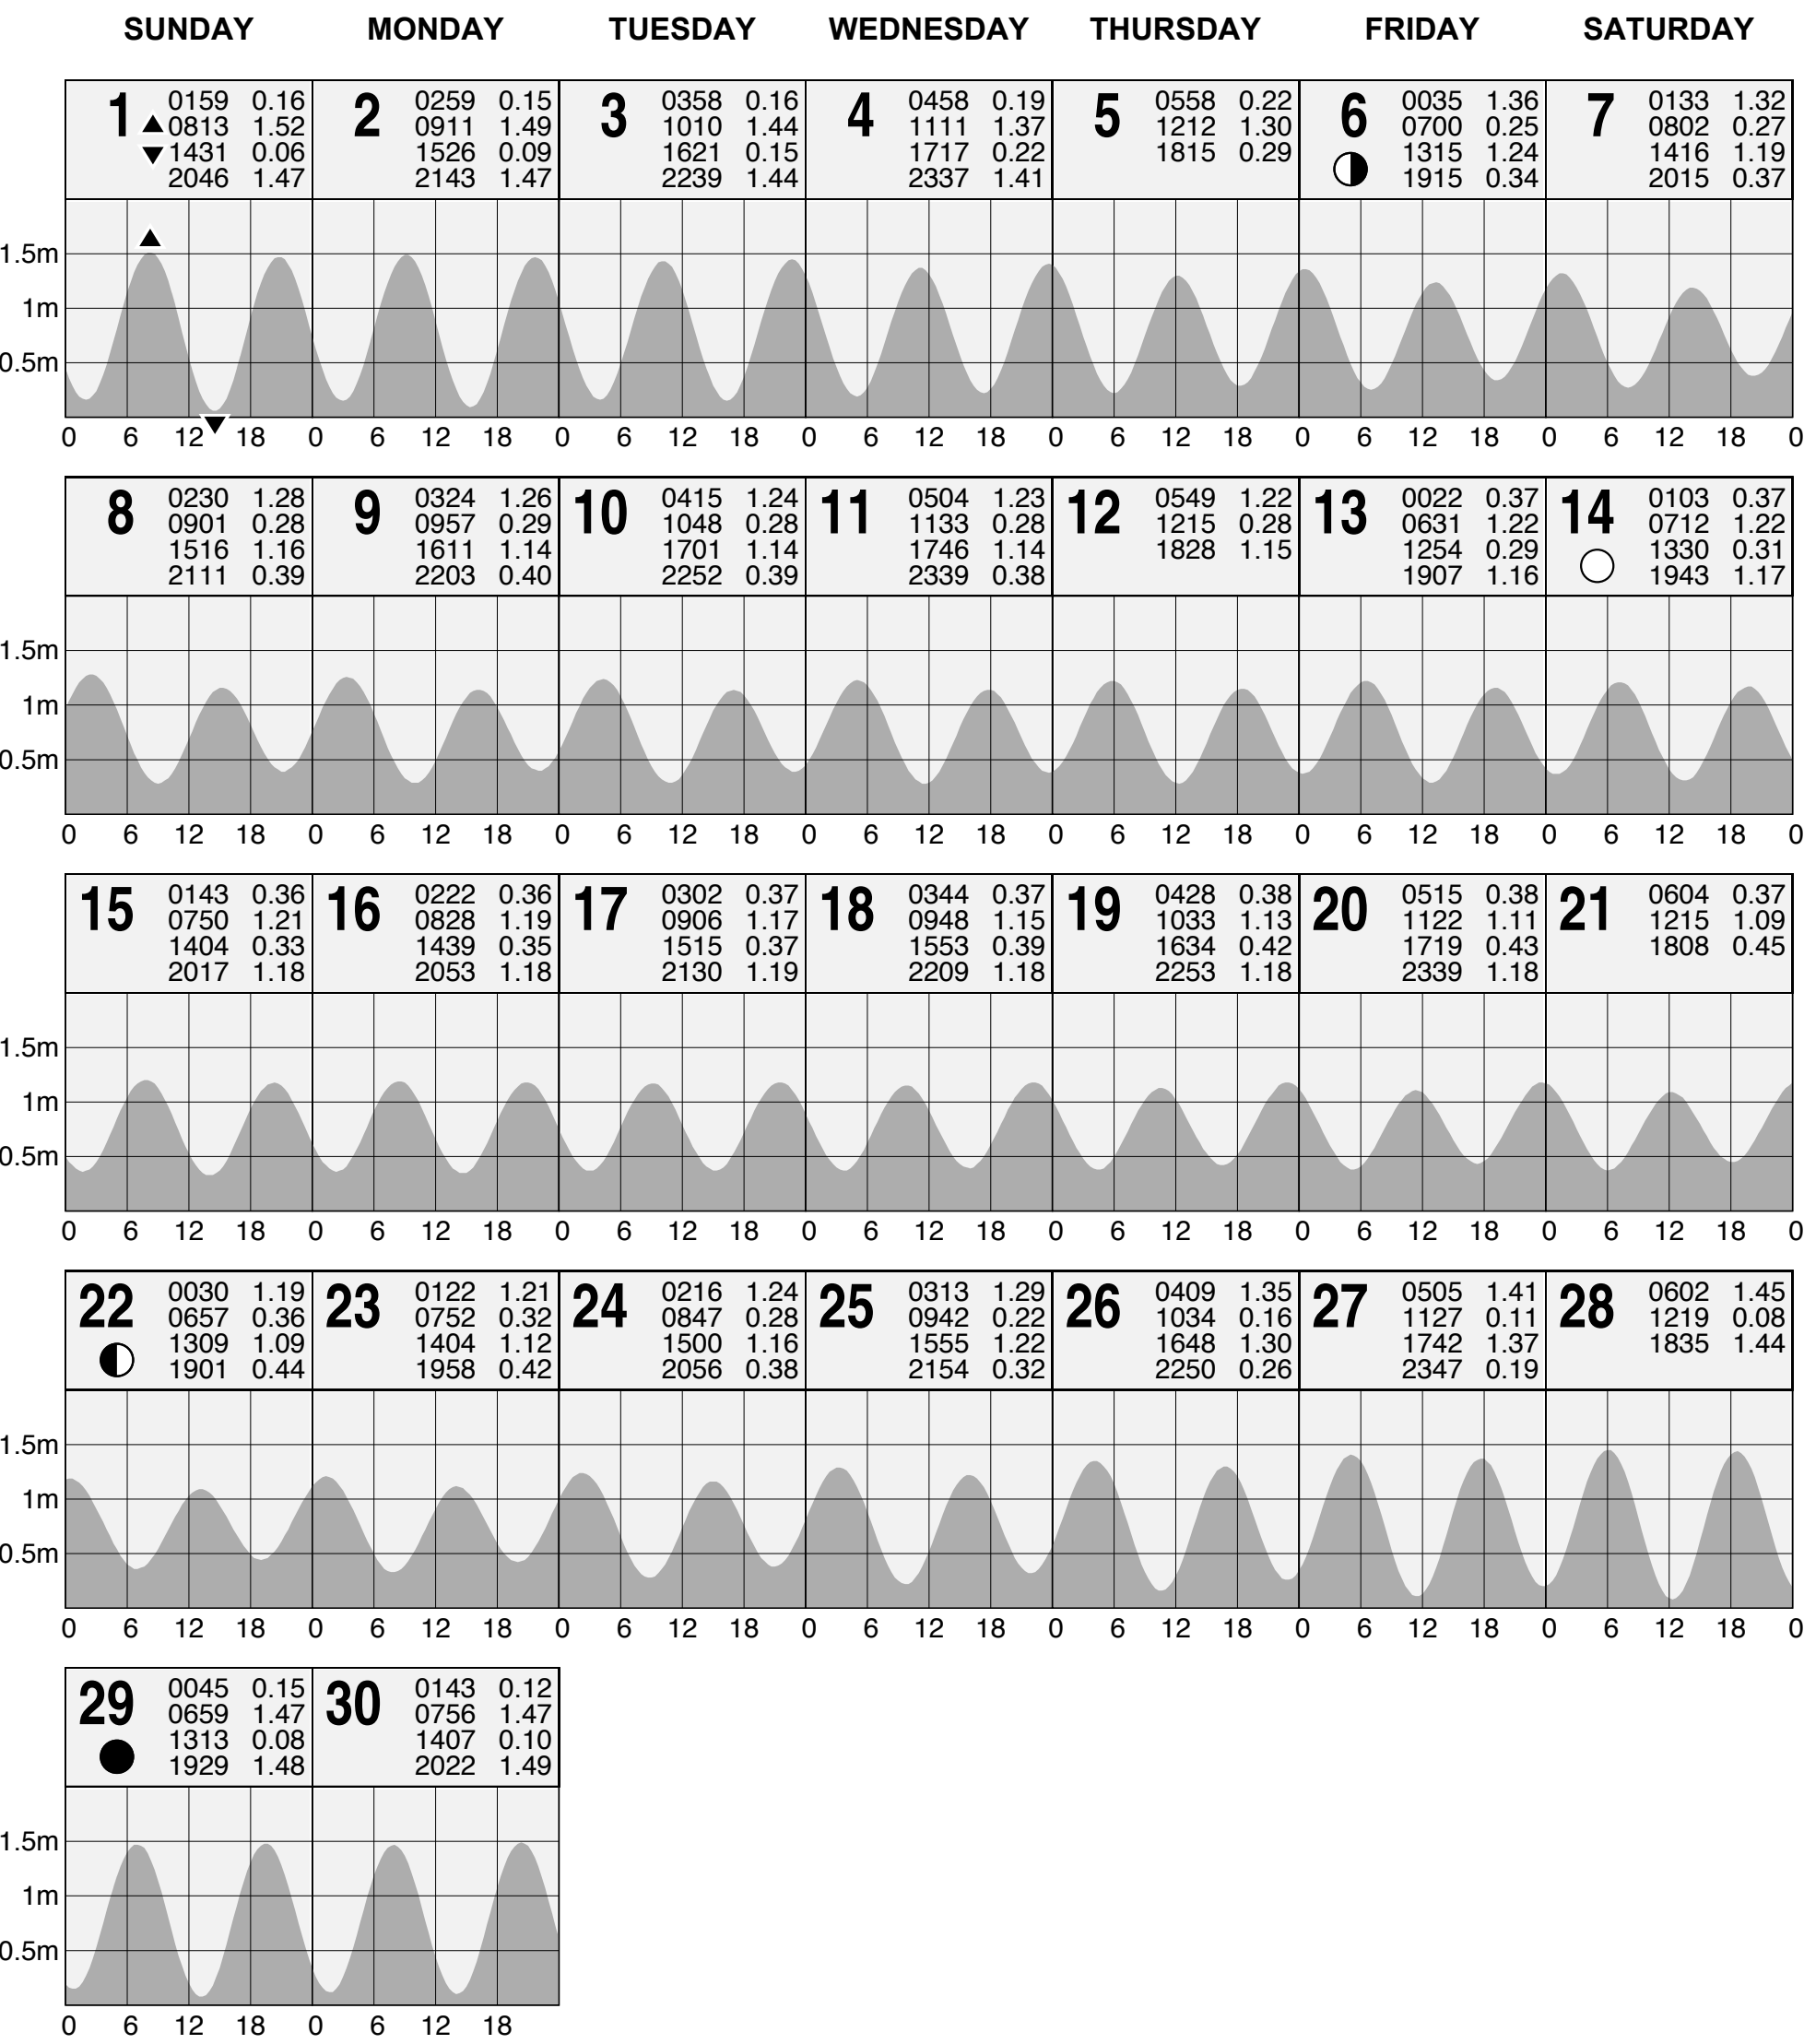 SUNDAY MONDAY TUESDAY WEDNESDAY THURSDAY FRIDAY SATURDAY
1 0159 0.16
0813 1.52
1431 0.06
2046 1.47
2 0259 0.15
0911 1.49
1526 0.09
2143 1.47
3 0358 0.16
1010 1.44
1621 0.15
2239 1.44
4 0458 0.19
1111 1.37
1717 0.22
2337 1.41
5 0558 0.22
1212 1.30
1815 0.29
6 0035 1.36
0700 0.25
1315 1.24
1915 0.34
7 0133 1.32
0802 0.27
1416 1.19
2015 0.37
1.5m
1m
0.5m
0 6 12 18 0 6 12 18 0 6 12 18 0 6 12 18 0 6 12 18 0 6 12 18 0 6 12 18 0
8 0230 1.28
0901 0.28
1516 1.16
2111 0.39
9 0324 1.26
0957 0.29
1611 1.14
2203 0.40
10 0415 1.24
1048 0.28
1701 1.14
2252 0.39
11 0504 1.23
1133 0.28
1746 1.14
2339 0.38
12 0549 1.22
1215 0.28
1828 1.15
13 0022 0.37
0631 1.22
1254 0.29
1907 1.16
14 0103 0.37
0712 1.22
1330 0.31
1943 1.17
1.5m
1m
0.5m
0 6 12 18 0 6 12 18 0 6 12 18 0 6 12 18 0 6 12 18 0 6 12 18 0 6 12 18 0
15 0143 0.36
0750 1.21
1404 0.33
2017 1.18
16 0222 0.36
0828 1.19
1439 0.35
2053 1.18
17 0302 0.37
0906 1.17
1515 0.37
2130 1.19
18 0344 0.37
0948 1.15
1553 0.39
2209 1.18
19 0428 0.38
1033 1.13
1634 0.42
2253 1.18
20 0515 0.38
1122 1.11
1719 0.43
2339 1.18
21 0604 0.37
1215 1.09
1808 0.45
1.5m
1m
0.5m
0 6 12 18 0 6 12 18 0 6 12 18 0 6 12 18 0 6 12 18 0 6 12 18 0 6 12 18 0
22 0030 1.19
0657 0.36
1309 1.09
1901 0.44
23 0122 1.21
0752 0.32
1404 1.12
1958 0.42
24 0216 1.24
0847 0.28
1500 1.16
2056 0.38
25 0313 1.29
0942 0.22
1555 1.22
2154 0.32
26 0409 1.35
1034 0.16
1648 1.30
2250 0.26
27 0505 1.41
1127 0.11
1742 1.37
2347 0.19
28 0602 1.45
1219 0.08
1835 1.44
1.5m
1m
0.5m
0 6 12 18 0 6 12 18 0 6 12 18 0 6 12 18 0 6 12 18 0 6 12 18 0 6 12 18 0
29 0045 0.15
0659 1.47
1313 0.08
1929 1.48
30 0143 0.12
0756 1.47
1407 0.10
2022 1.49
1.5m
1m
0.5m
0 6 12 18 0 6 12 18